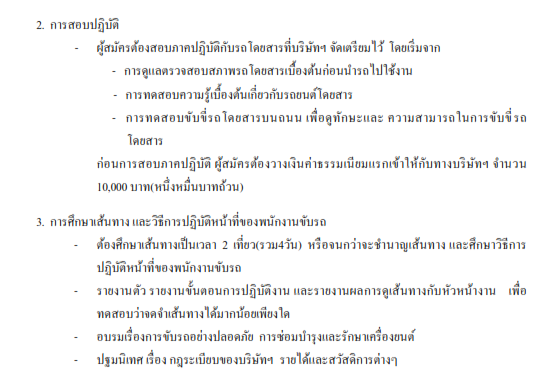 2. การสอบปฏิบัติ
- ผู้สมัครต้องสอบภาคปฏิบัติกับรถโดยสารที่บริษัทฯ จัดเตรียมไว้ โดยเริ่มจาก
- การดูแลตรวจสอบสภาพรถโดยสารเบื้องต้นก่อนนำรถไปใช้งาน
- การทดสอบความรู้เบื้องต้นเกี่ยวกับรถยนต์โดยสาร
- การทดสอบขับขี่รถโดยสารบนถนน เพื่อดูทักษะและ ความสามารถในการขับขี่รถ
โดยสาร
ก่อนการสอบภาคปฏิบัติ ผู้สมัครต้องวางเงินค่าธรรมเนียมแรกเข้าให้กับทางบริษัทฯ จำนวน
10,000 บาท(หนึ่งหมื่นบาทถ้วน)
3. การศึกษาเส้นทาง และวิธีการปฏิบัติหน้าที่ของพนักงานขับรถ
- ต้องศึกษาเส้นทางเป็นเวลา 2 เที่ยว(รวม4วัน) หรือจนกว่าจะชำนาญเส้นทาง และศึกษาวิธีการ
ปฏิบัติหน้าที่ของพนักงานขับรถ
- รายงานตัว รายงานขั้นตอนการปฏิบัติงาน และรายงานผลการดูเส้นทางกับหัวหน้างาน เพื่อ
ทดสอบว่าจดจำเส้นทางได้มากน้อยเพียงใด
- อบรมเรื่องการขับรถอย่างปลอดภัย การซ่อมบำรุงและรักษาเครื่องยนต์
- ปฐมนิเทศ เรื่อง กฎระเบียบของบริษัทฯ รายได้และสวัสดิการต่างๆ